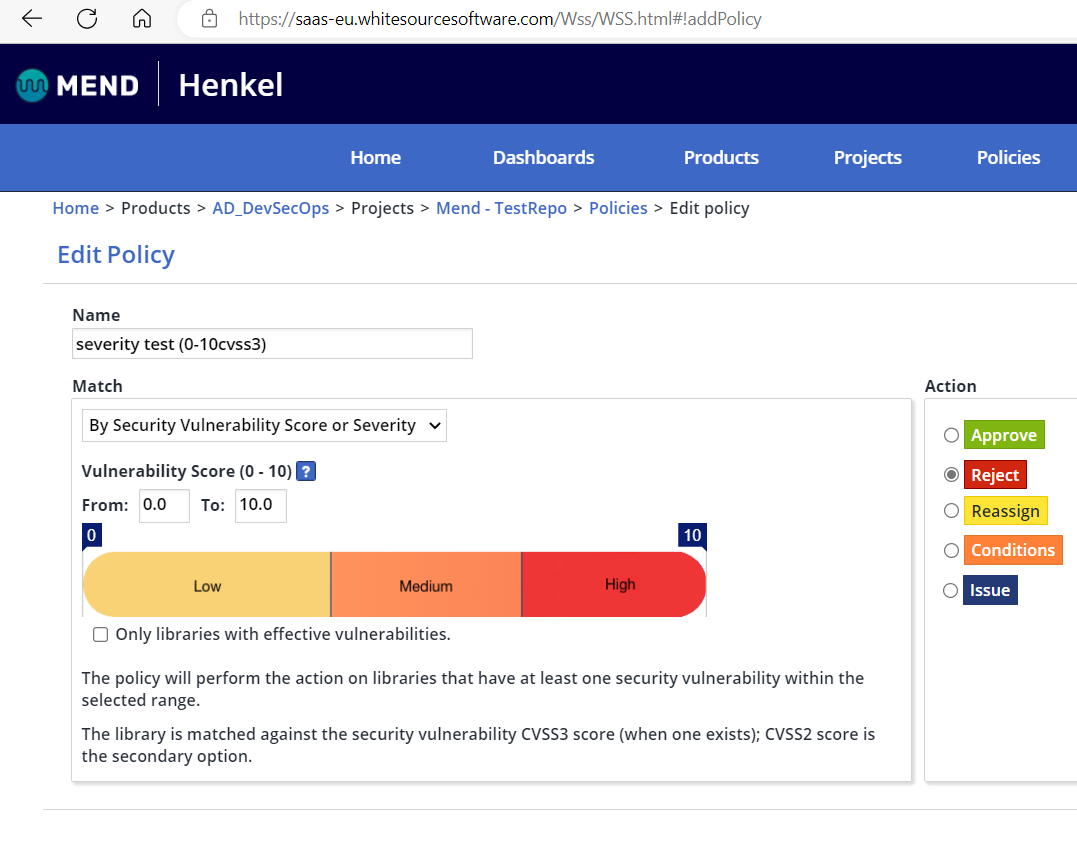 https://saas-eu.whitesourcesoftware.com/Wss/WSS.html#!addPolicy
MEND Henkel
Home Dashboards Products Projects Policies
Home > Products > AD_DevSecOps > Projects > Mend - TestRepo > Policies > Edit policy
Edit Policy
Name
severity test (0-10cvss3)
Match
By Security Vulnerability Score or Severity
Vulnerability Score (0 - 10) ?
From: 0.0 To: 10.0
0 10
Low Medium High
Only libraries with effective vulnerabilities.
The policy will perform the action on libraries that have at least one security vulnerability within the
selected range.
The library is matched against the security vulnerability CVSS3 score (when one exists); CVSS2 score is
the secondary option.
Action
Approve
Reject
Reassign
Conditions
Issue